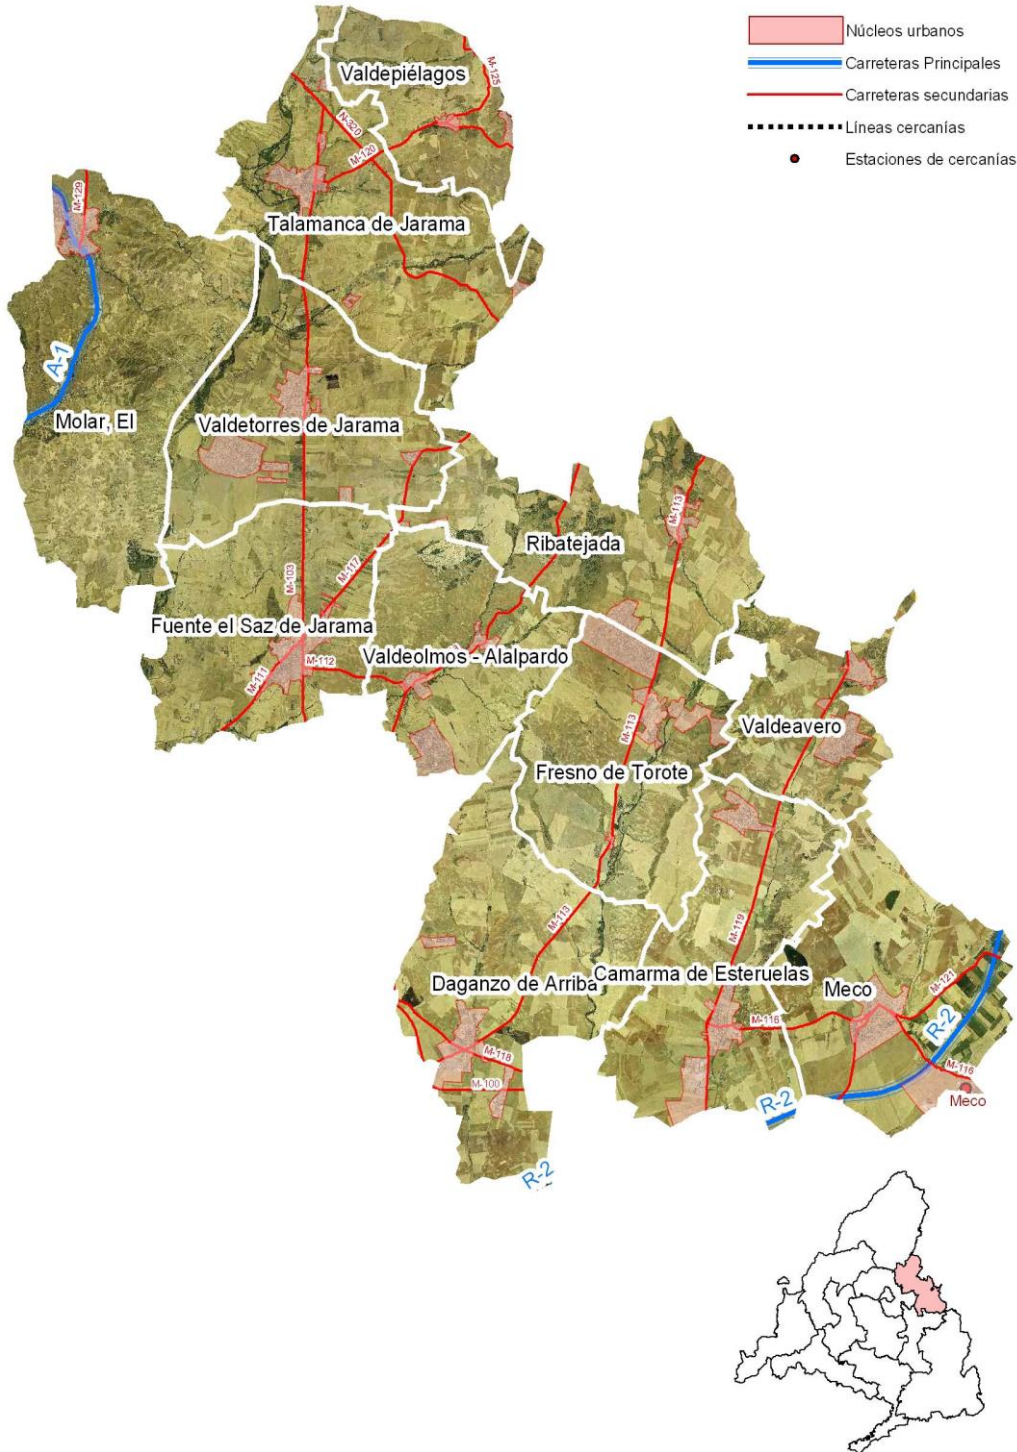 Núcleos urbanos
Carreteras Principales
Carreteras secundarias
Líneas cercanías
Estaciones de cercanías
Valdepiélagos
M-125
N-320
M-120
M-129
Talamanca de Jarama
A-1
Molar, El
Valdetorres de Jarama
M-113
Ribatejada
M-117
M-103
Fuente el Saz de Jarama
M-112
Valdeolmos - Alalpardo
M-111
M-113
Valdeavero
Fresno de Torote
M-113
M-119
Daganzo de Arriba
Camarma de Esteruelas
Meco
M-121
M-116
R-2
M-118
M-116
M-100
R-2
Meco
R-2